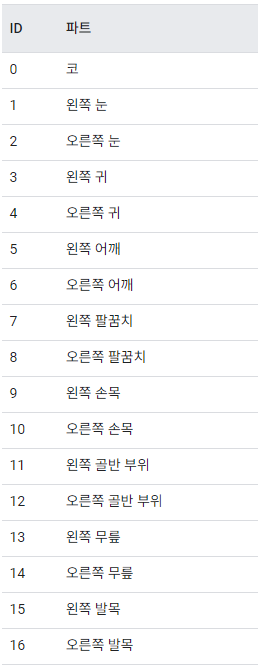 ID 파트
0 코
1 왼쪽 눈
2 오른쪽 눈
3 왼쪽 귀
4 오른쪽 귀
5 왼쪽 어깨
6 오른쪽 어깨
7 왼쪽 팔꿈치
8 오른쪽 팔꿈치
9 왼쪽 손목
10 오른쪽 손목
11 왼쪽 골반 부위
12 오른쪽 골반 부위
13 왼쪽 무릎
14 오른쪽 무릎
15 왼쪽 발목
16 오른쪽 발목